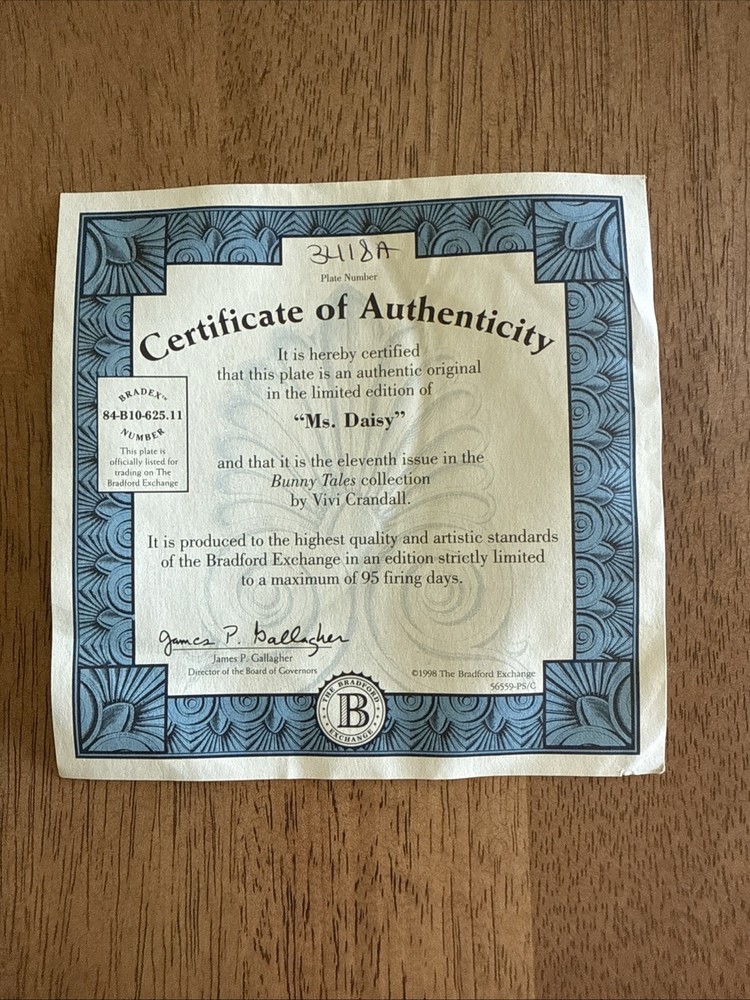 3418A
Plate Number
Certificate of Authenticity
It is hereby certified
that this plate is an authentic original
in the limited edition of
“Ms. Daisy”
BRADEX™
84-B10-625.11
NUMBER
This plate is
officially listed for
trading on The
Bradford Exchange
and that it is the eleventh issue in the
Bunny Tales collection
by Vivi Crandall.
It is produced to the highest quality and artistic standards
of the Bradford Exchange in an edition strictly limited
to a maximum of 95 firing days.
James P. Gallagher
James P. Gallagher
Director of the Board of Governors
©1998 The Bradford Exchange
56559-PS/C
THE BRADFORD
B
EXCHANGE